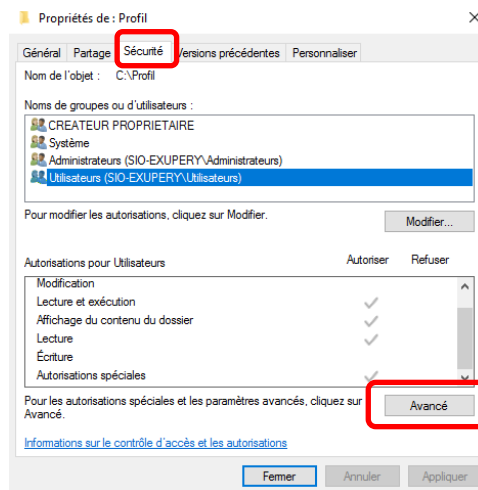 Propriétés de : Profil
Général Partage Sécurité Versions précédentes Personnaliser
Nom de l'objet : C:\Profil
Noms de groupes ou d'utilisateurs :
CREATEUR PROPRIETAIRE
Système
Administrateurs (SIO-EXUPERY\Administrateurs)
Utilisateurs (SIO-EXUPERY\Utilisateurs)
Pour modifier les autorisations, cliquez sur Modifier.
Modifier...
Autorisations pour Utilisateurs Autoriser Refuser
Modification
Lecture et exécution
Affichage du contenu du dossier
Lecture
Écriture
Autorisations spéciales
Pour les autorisations spéciales et les paramètres avancés, cliquez sur
Avancé.
Avancé
Informations sur le contrôle d'accès et les autorisations
Fermer Annuler Appliquer